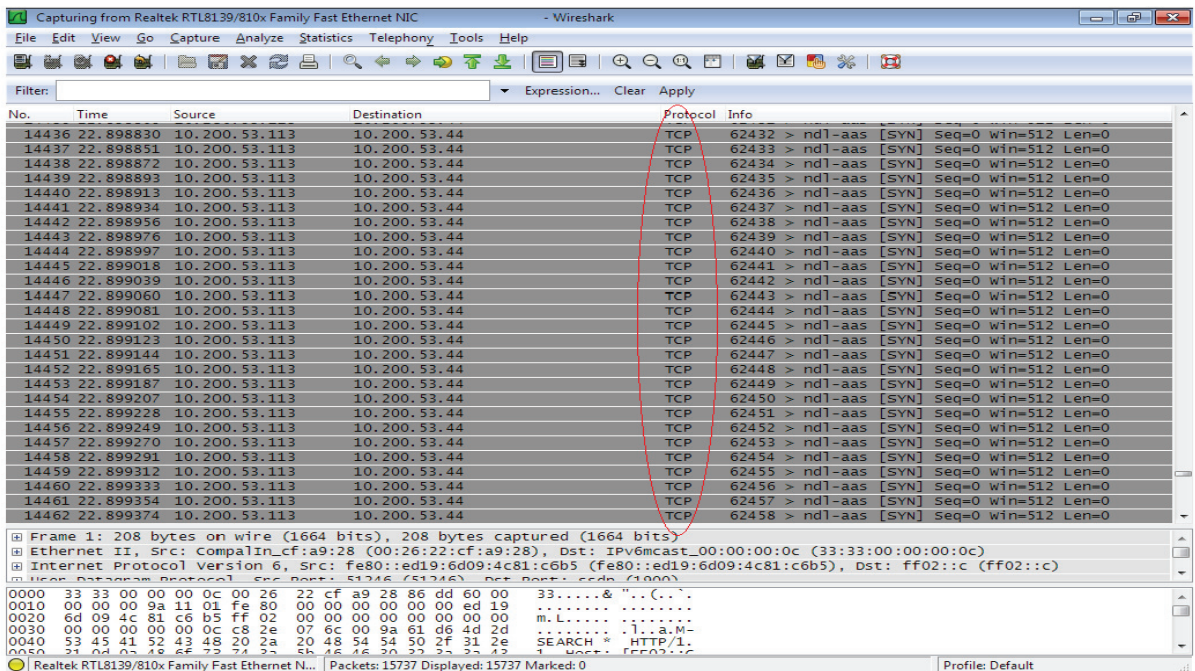 Capturing from Realtek RTL8139/810x Family Fast Ethernet NIC - Wireshark
File Edit View Go Capture Analyze Statistics Telephony Tools Help
Filter: Expression... Clear Apply
No. Time Source Destination Protocol Info
14436 22.898830 10.200.53.113 10.200.53.44 TCP 62432 > ndl-aas [SYN] Seq=0 Win=512 Len=0
14437 22.898851 10.200.53.113 10.200.53.44 TCP 62433 > ndl-aas [SYN] Seq=0 Win=512 Len=0
14438 22.898872 10.200.53.113 10.200.53.44 TCP 62434 > ndl-aas [SYN] Seq=0 Win=512 Len=0
14439 22.898893 10.200.53.113 10.200.53.44 TCP 62435 > ndl-aas [SYN] Seq=0 Win=512 Len=0
14440 22.898913 10.200.53.113 10.200.53.44 TCP 62436 > ndl-aas [SYN] Seq=0 Win=512 Len=0
14441 22.898934 10.200.53.113 10.200.53.44 TCP 62437 > ndl-aas [SYN] Seq=0 Win=512 Len=0
14442 22.898956 10.200.53.113 10.200.53.44 TCP 62438 > ndl-aas [SYN] Seq=0 Win=512 Len=0
14443 22.898976 10.200.53.113 10.200.53.44 TCP 62439 > ndl-aas [SYN] Seq=0 Win=512 Len=0
14444 22.898997 10.200.53.113 10.200.53.44 TCP 62440 > ndl-aas [SYN] Seq=0 Win=512 Len=0
14445 22.899018 10.200.53.113 10.200.53.44 TCP 62441 > ndl-aas [SYN] Seq=0 Win=512 Len=0
14446 22.899039 10.200.53.113 10.200.53.44 TCP 62442 > ndl-aas [SYN] Seq=0 Win=512 Len=0
14447 22.899060 10.200.53.113 10.200.53.44 TCP 62443 > ndl-aas [SYN] Seq=0 Win=512 Len=0
14448 22.899081 10.200.53.113 10.200.53.44 TCP 62444 > ndl-aas [SYN] Seq=0 Win=512 Len=0
14449 22.899102 10.200.53.113 10.200.53.44 TCP 62445 > ndl-aas [SYN] Seq=0 Win=512 Len=0
14450 22.899123 10.200.53.113 10.200.53.44 TCP 62446 > ndl-aas [SYN] Seq=0 Win=512 Len=0
14451 22.899144 10.200.53.113 10.200.53.44 TCP 62447 > ndl-aas [SYN] Seq=0 Win=512 Len=0
14452 22.899165 10.200.53.113 10.200.53.44 TCP 62448 > ndl-aas [SYN] Seq=0 Win=512 Len=0
14453 22.899187 10.200.53.113 10.200.53.44 TCP 62449 > ndl-aas [SYN] Seq=0 Win=512 Len=0
14454 22.899207 10.200.53.113 10.200.53.44 TCP 62450 > ndl-aas [SYN] Seq=0 Win=512 Len=0
14455 22.899228 10.200.53.113 10.200.53.44 TCP 62451 > ndl-aas [SYN] Seq=0 Win=512 Len=0
14456 22.899249 10.200.53.113 10.200.53.44 TCP 62452 > ndl-aas [SYN] Seq=0 Win=512 Len=0
14457 22.899270 10.200.53.113 10.200.53.44 TCP 62453 > ndl-aas [SYN] Seq=0 Win=512 Len=0
14458 22.899291 10.200.53.113 10.200.53.44 TCP 62454 > ndl-aas [SYN] Seq=0 Win=512 Len=0
14459 22.899312 10.200.53.113 10.200.53.44 TCP 62455 > ndl-aas [SYN] Seq=0 Win=512 Len=0
14460 22.899333 10.200.53.113 10.200.53.44 TCP 62456 > ndl-aas [SYN] Seq=0 Win=512 Len=0
14461 22.899354 10.200.53.113 10.200.53.44 TCP 62457 > ndl-aas [SYN] Seq=0 Win=512 Len=0
14462 22.899374 10.200.53.113 10.200.53.44 TCP 62458 > ndl-aas [SYN] Seq=0 Win=512 Len=0
Frame 1: 208 bytes on wire (1664 bits), 208 bytes captured (1664 bits)
Ethernet II, Src: CompalIn_cf:a9:28 (00:26:22:cf:a9:28), Dst: IPv6mcast_00:00:00:0c (33:33:00:00:00:0c)
Internet Protocol Version 6, Src: fe80::ed19:6d09:4c81:c6b5 (fe80::ed19:6d09:4c81:c6b5), Dst: ff02::c (ff02::c)
User Datagram Protocol, Src Port: 51246 (51246), Dst Port: ssdp (1900)
0000 33 33 00 00 00 0c 00 26 22 cf a9 28 86 dd 60 00 33.....& "..(..`.
0010 00 00 00 9a 11 01 fe 80 00 00 00 00 00 00 ed 19 ........ ........
0020 6d 09 4c 81 c6 b5 ff 02 00 00 00 00 00 00 00 00 m.L..... ........
0030 00 00 00 00 00 0c c8 2e 07 6c 00 9a 61 d6 4d 2d ........ .l..a.M-
0040 53 45 41 52 43 48 20 2a 20 48 54 54 50 2f 31 2e SEARCH * HTTP/1.
0050 31 0d 0a 48 6f 73 74 3a 5b 46 46 30 32 3a 3a 43 1..Host: [FF02::C
Realtek RTL8139/810x Family Fast Ethernet N... Packets: 15737 Displayed: 15737 Marked: 0 Profile: Default